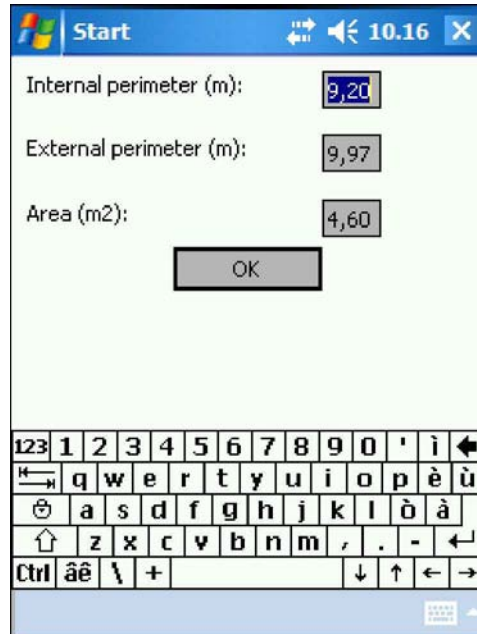 Start 10.16
Internal perimeter (m): 9,20
External perimeter (m): 9,97
Area (m2): 4,60
OK
123 1 2 3 4 5 6 7 8 9 0 ' ì
q w e r t y u i o p è ù
a s d f g h j k l ò à
z x c v b n m , . -
Ctrl âê \ + ↓ ↑ ← →